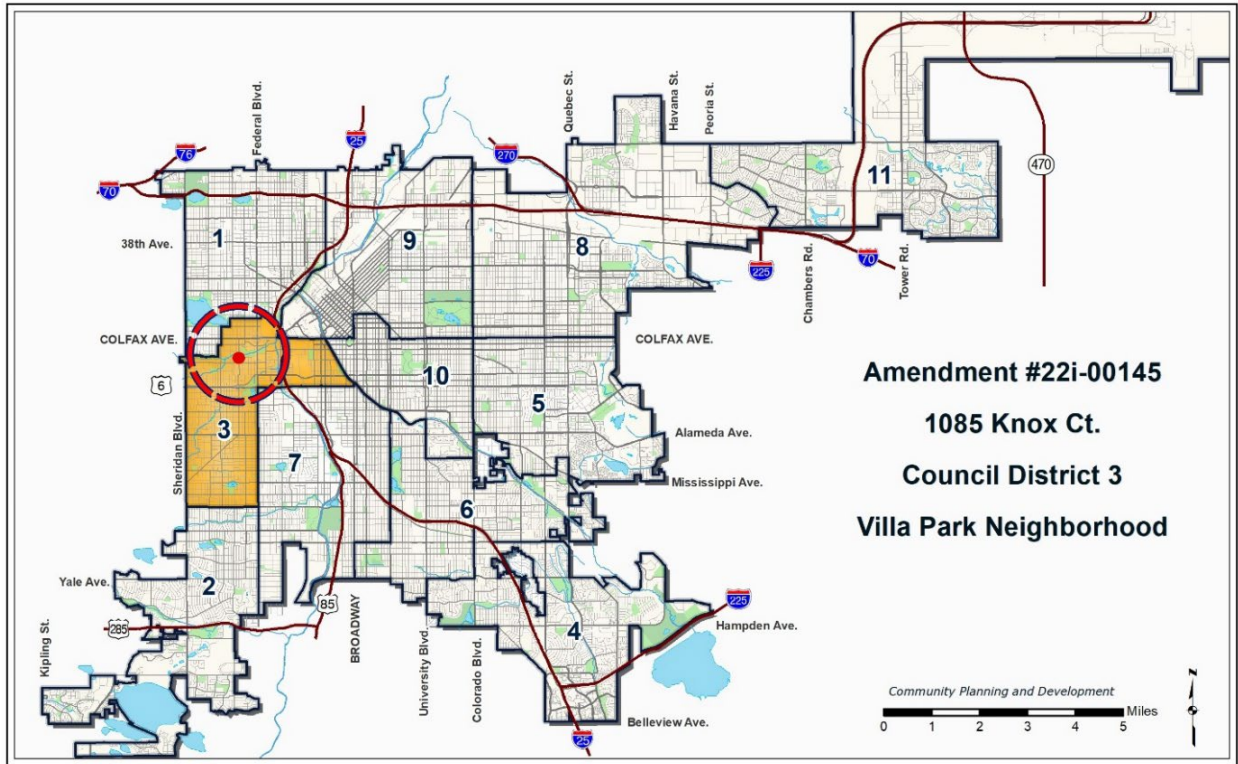 Federal Blvd.
Quebec St.
Havana St.
Peoria St.
76
25
270
70
470
11
1
9
8
38th Ave.
225
70
Chambers Rd.
Tower Rd.
COLFAX AVE.
COLFAX AVE.
6
10
5
Amendment #22i-00145
1085 Knox Ct.
Council District 3
Villa Park Neighborhood
Sheridan Blvd.
3
7
Alameda Ave.
Mississippi Ave.
6
Yale Ave.
2
85
BROADWAY
285
Kipling St.
University Blvd.
Colorado Blvd.
4
225
Hampden Ave.
Belleview Ave.
25
Community Planning and Development
Miles
0 1 2 3 4 5
N